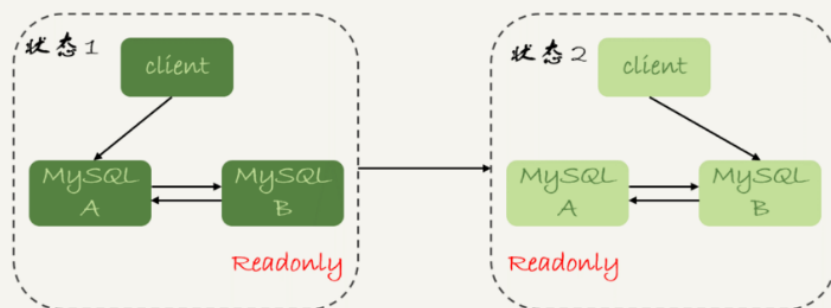 状态1
client
MySQL
A
MySQL
B
Readonly
状态2
client
MySQL
A
MySQL
B
Readonly